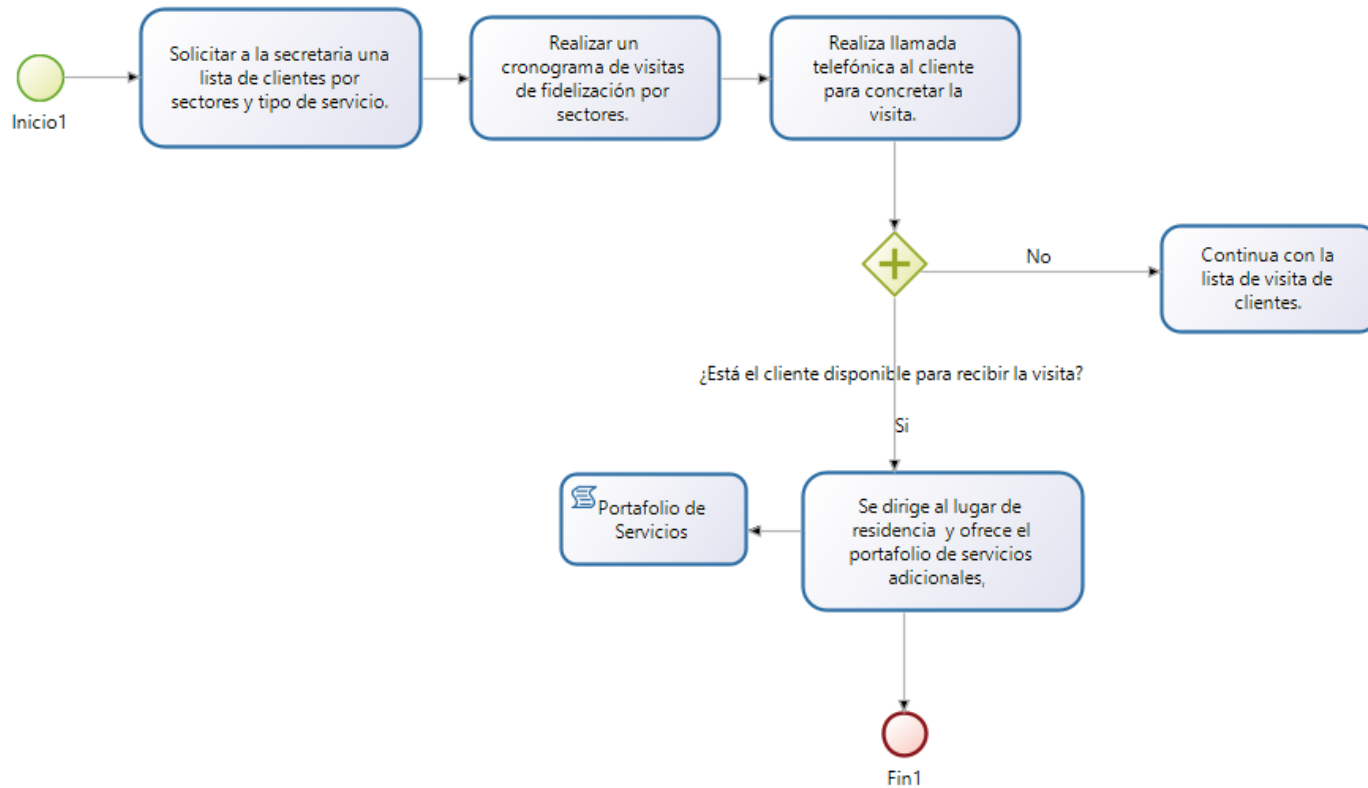 Inicio1
Solicitar a la secretaria una
lista de clientes por
sectores y tipo de servicio.
Realizar un
cronograma de visitas
de fidelización por
sectores.
Realiza llamada
telefónica al cliente
para concretar la
visita.
No
Continua con la
lista de visita de
clientes.
¿Está el cliente disponible para recibir la visita?
Si
Portafolio de
Servicios
Se dirige al lugar de
residencia y ofrece el
portafolio de servicios
adicionales,
Fin1